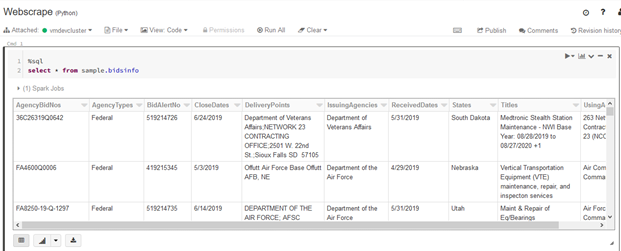 Webscrape (Python)
Attached: vmdevcluster File View: Code Permissions Run All Clear Publish Comments Revision history
Cmd 1
1 %sql
2 select * from sample.bidsinfo
(1) Spark Jobs
AgencyBidNos AgencyTypes BidAlertNo CloseDates DeliveryPoints IssuingAgencies ReceivedDates States Titles UsingA
36C26319Q0642 Federal 519214726 6/24/2019 Department of Veterans Department of 5/31/2019 South Dakota Medtronic Stealth Station 263 Net
Affairs;NETWORK 23 Veterans Affairs Maintenance - NWI Base Contrac
CONTRACTING Year: 08/28/2019 to 23 (NCO
OFFICE;2501 W. 22nd 08/27/2020 +1
St.;Sioux Falls SD 57105
FA4600Q0006 Federal 419215345 5/3/2019 Offutt Air Force Base Offutt Department of the 4/29/2019 Nebraska Vertical Transportation Air Com
AFB, NE Air Force Equipment (VTE) Comma
maintenance, repair, and
inspection services
FA8250-19-Q-1297 Federal 519214735 6/14/2019 DEPARTMENT OF THE Department of the 5/31/2019 Utah Maint & Repair of Air Forc
AIR FORCE; AFSC Air Force Eq/Bearings Comma